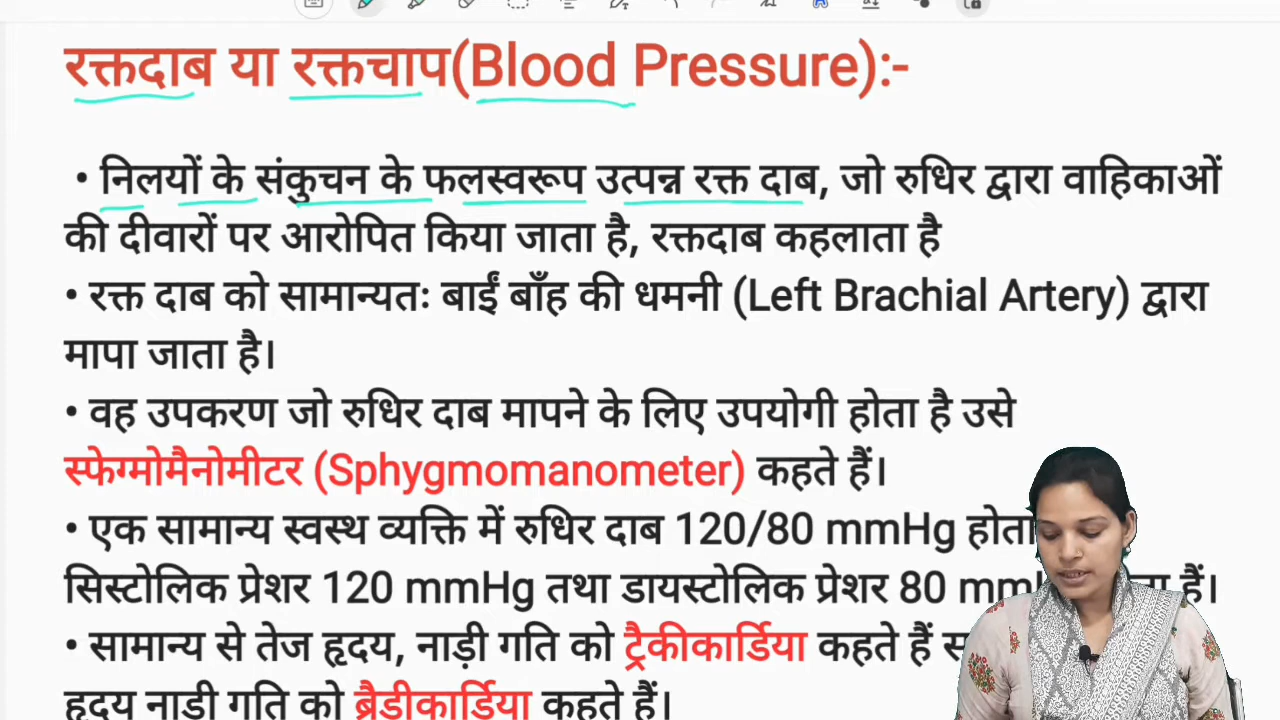 रक्तदाब या रक्तचाप(Blood Pressure):-
• निलयों के संकुचन के फलस्वरूप उत्पन्न रक्त दाब, जो रुधिर द्वारा वाहिकाओं
की दीवारों पर आरोपित किया जाता है, रक्तदाब कहलाता है
• रक्त दाब को सामान्यतः बाईं बाँह की धमनी (Left Brachial Artery) द्वारा
मापा जाता है।
• वह उपकरण जो रुधिर दाब मापने के लिए उपयोगी होता है उसे
स्फेग्मोमैनोमीटर (Sphygmomanometer) कहते हैं।
• एक सामान्य स्वस्थ व्यक्ति में रुधिर दाब 120/80 mmHg होता
सिस्टोलिक प्रेशर 120 mmHg तथा डायस्टोलिक प्रेशर 80 हैं।
• सामान्य से तेज हृदय, नाड़ी गति को ट्रैकीकार्डिया कहते हैं
हृदय नाड़ी गति को ब्रैडीकार्डिया कहते हैं।